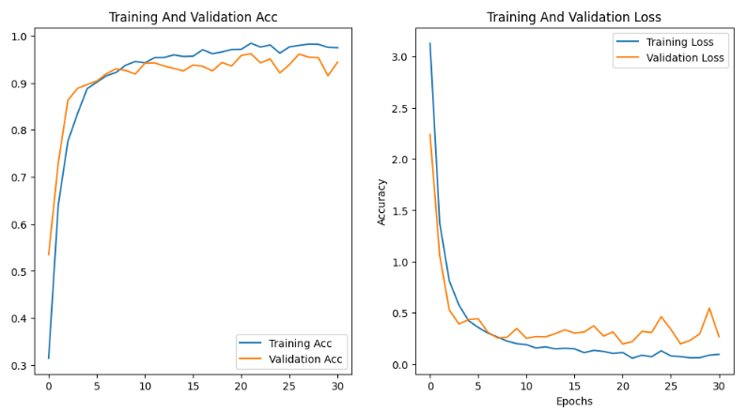 Training And Validation Acc
1.0
0.9
0.8
0.7
0.6
0.5
0.4
0.3
0 5 10 15 20 25 30
Training Acc
Validation Acc
Training And Validation Loss
Training Loss
Validation Loss
Accuracy
3.0
2.5
2.0
1.5
1.0
0.5
0.0
0 5 10 15 20 25 30
Epochs